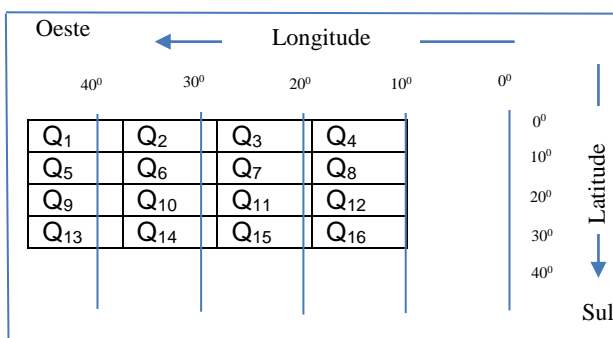 Oeste
Longitude
40⁰ 30⁰ 20⁰ 10⁰ 0⁰
0⁰
Q₁ Q₂ Q₃ Q₄
10⁰
Q₅ Q₆ Q₇ Q₈
20⁰
Q₉ Q₁₀ Q₁₁ Q₁₂
30⁰
Q₁₃ Q₁₄ Q₁₅ Q₁₆
40⁰
Latitude
Sul